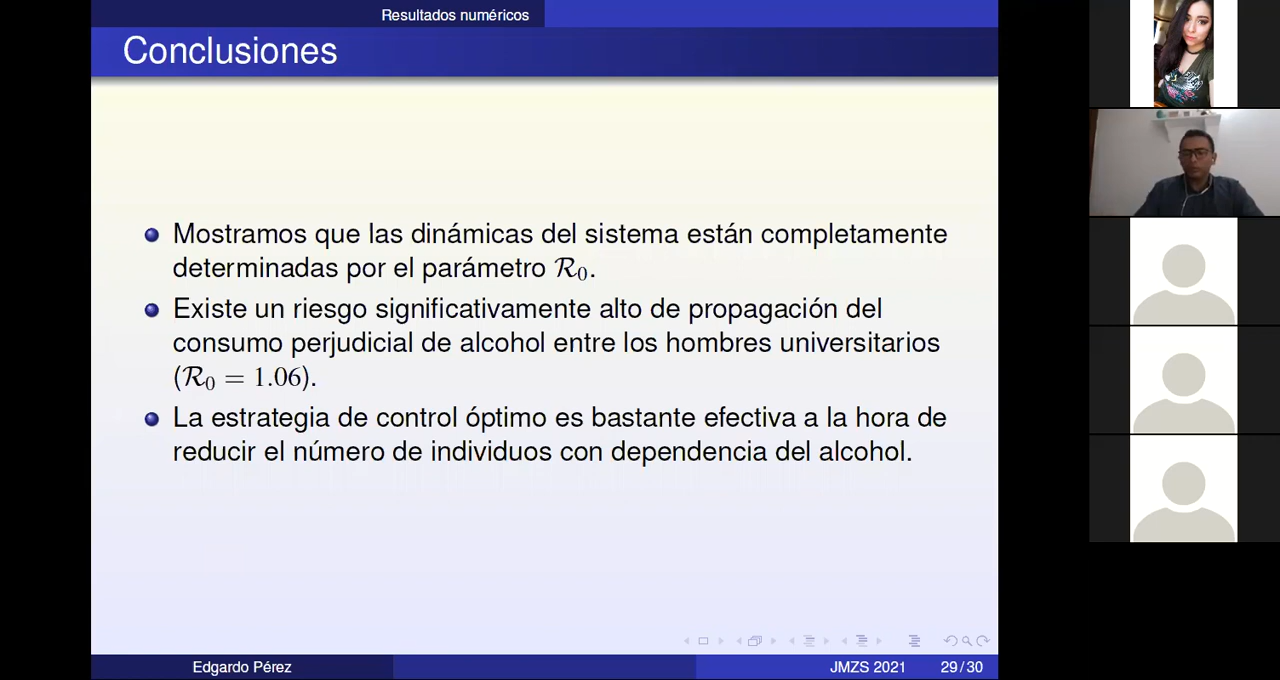 Resultados numéricos
Conclusiones
Mostramos que las dinámicas del sistema están completamente
determinadas por el parámetro R₀.
Existe un riesgo significativamente alto de propagación del
consumo perjudicial de alcohol entre los hombres universitarios
(R₀ = 1.06).
La estrategia de control óptimo es bastante efectiva a la hora de
reducir el número de individuos con dependencia del alcohol.
Edgardo Pérez JMZS 2021 29/30